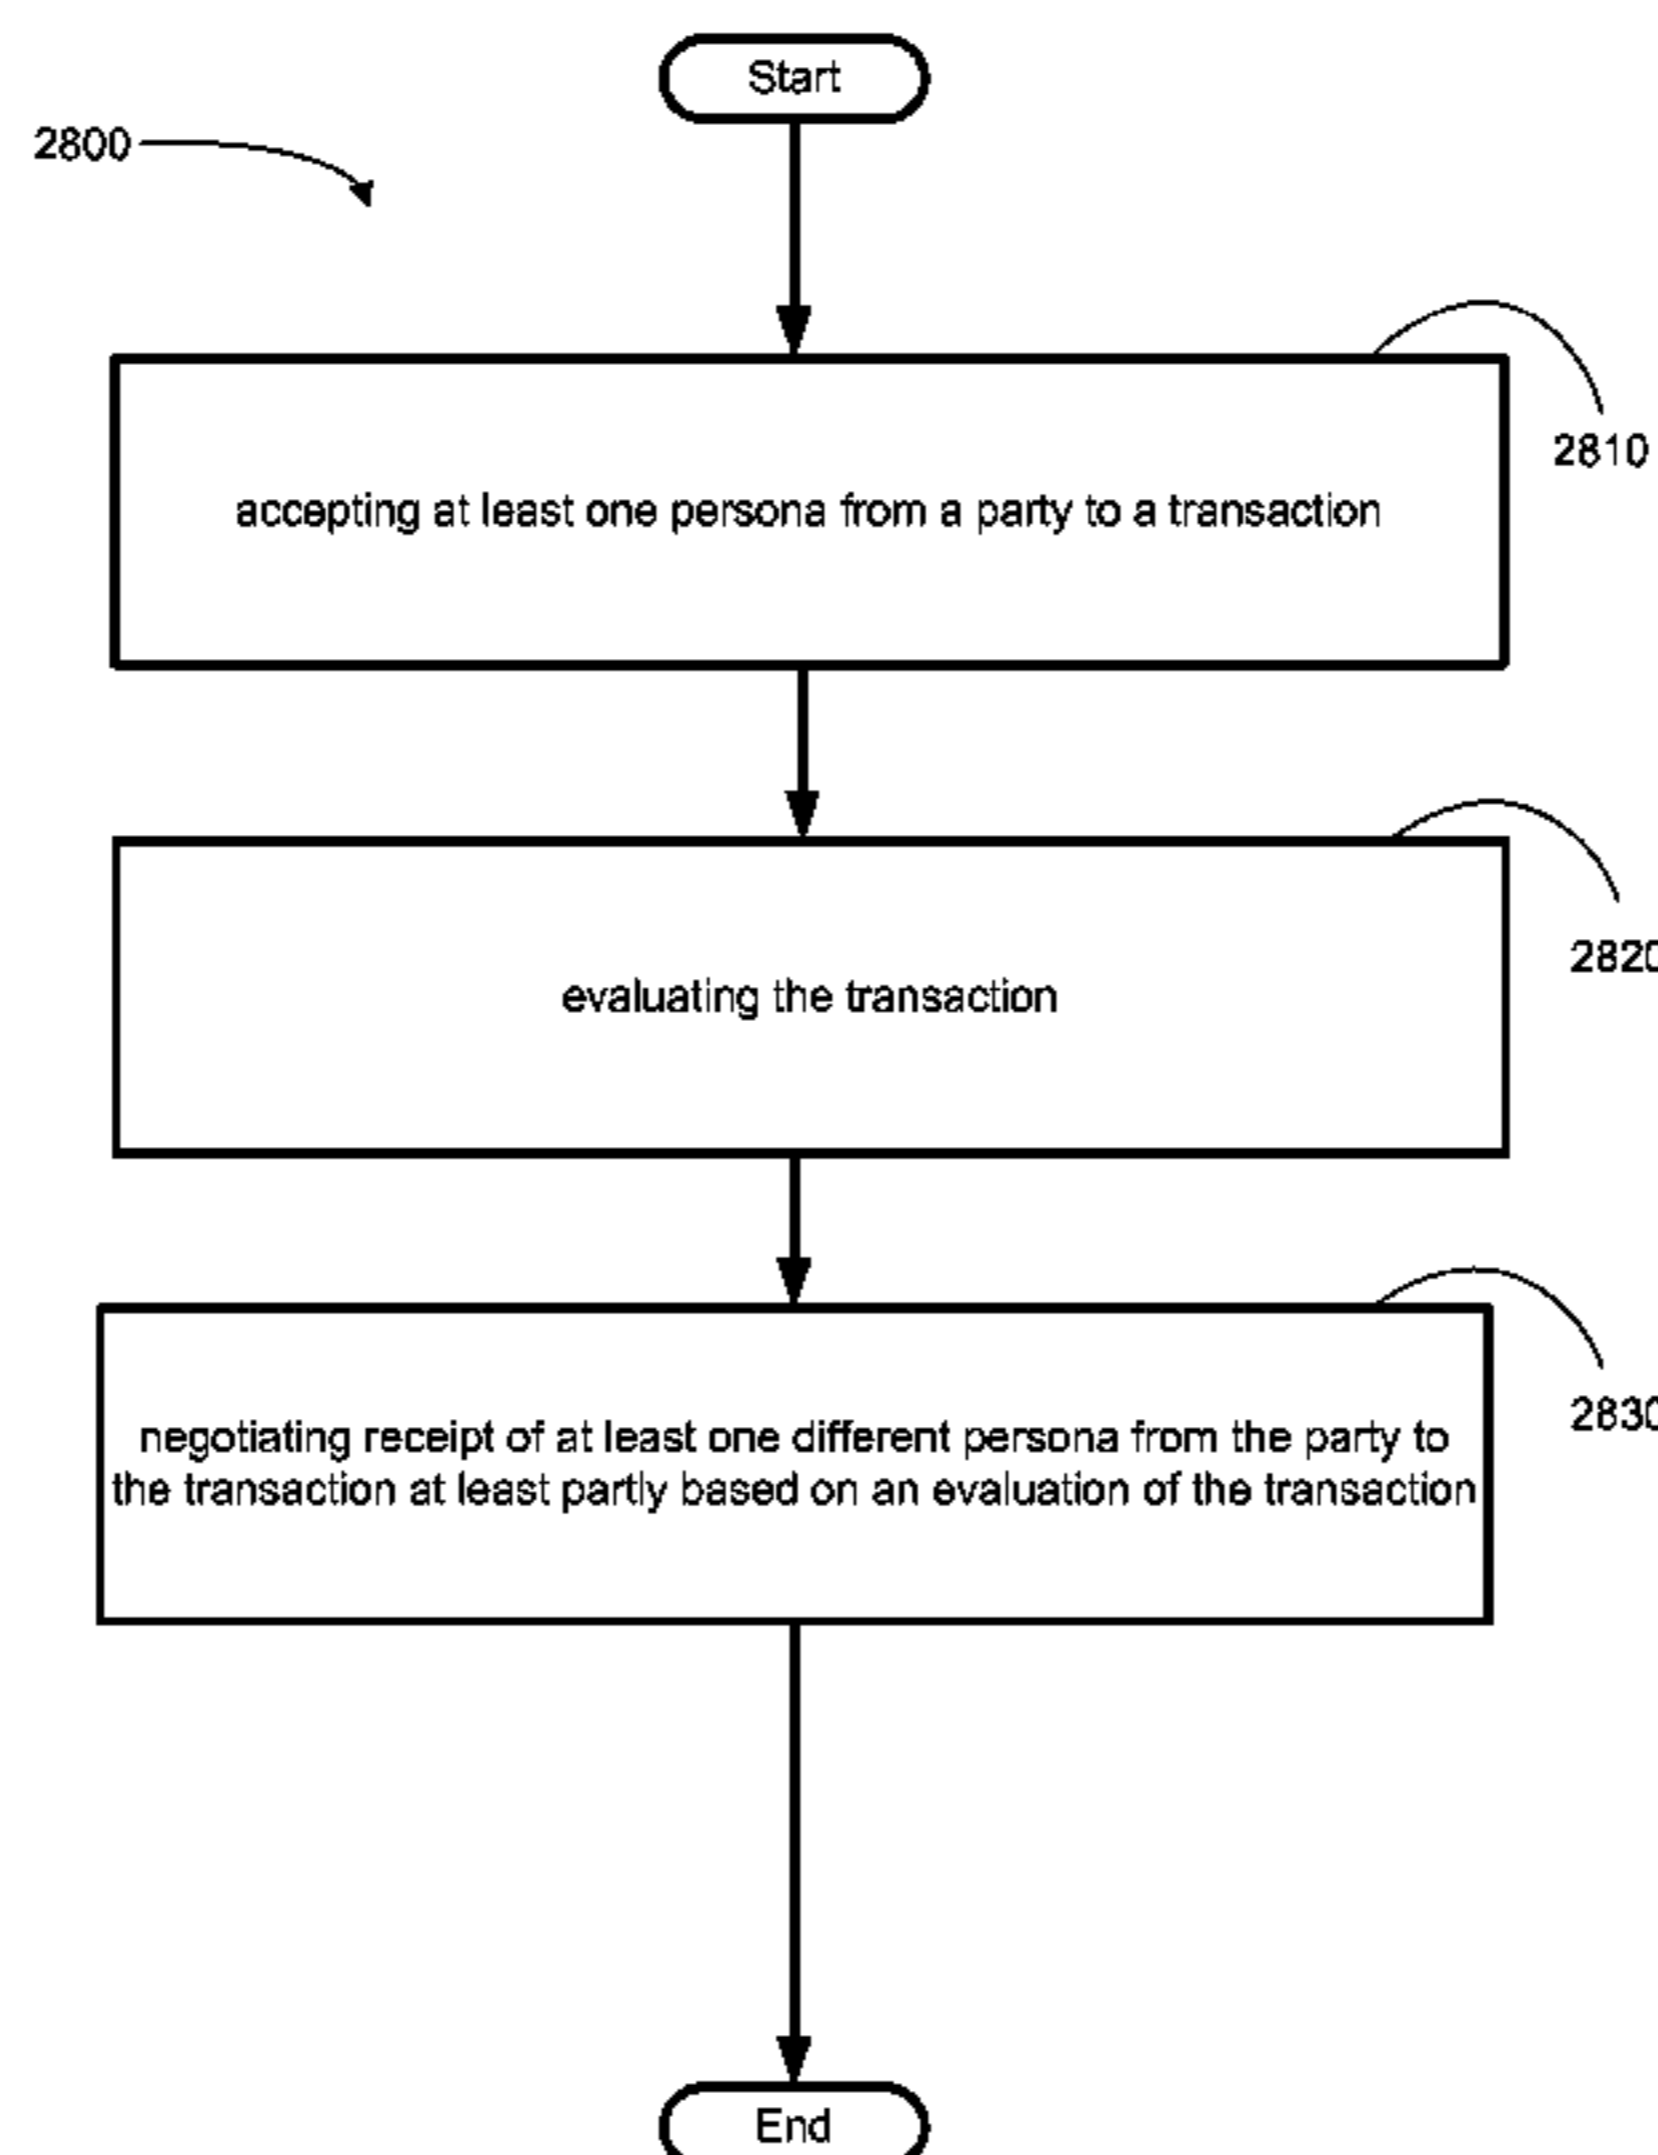 Start
2800
2810
accepting at least one persona from a party to a transaction
2820
evaluating the transaction
2830
negotiating receipt of at least one different persona from the party to
the transaction at least partly based on an evaluation of the transaction
End